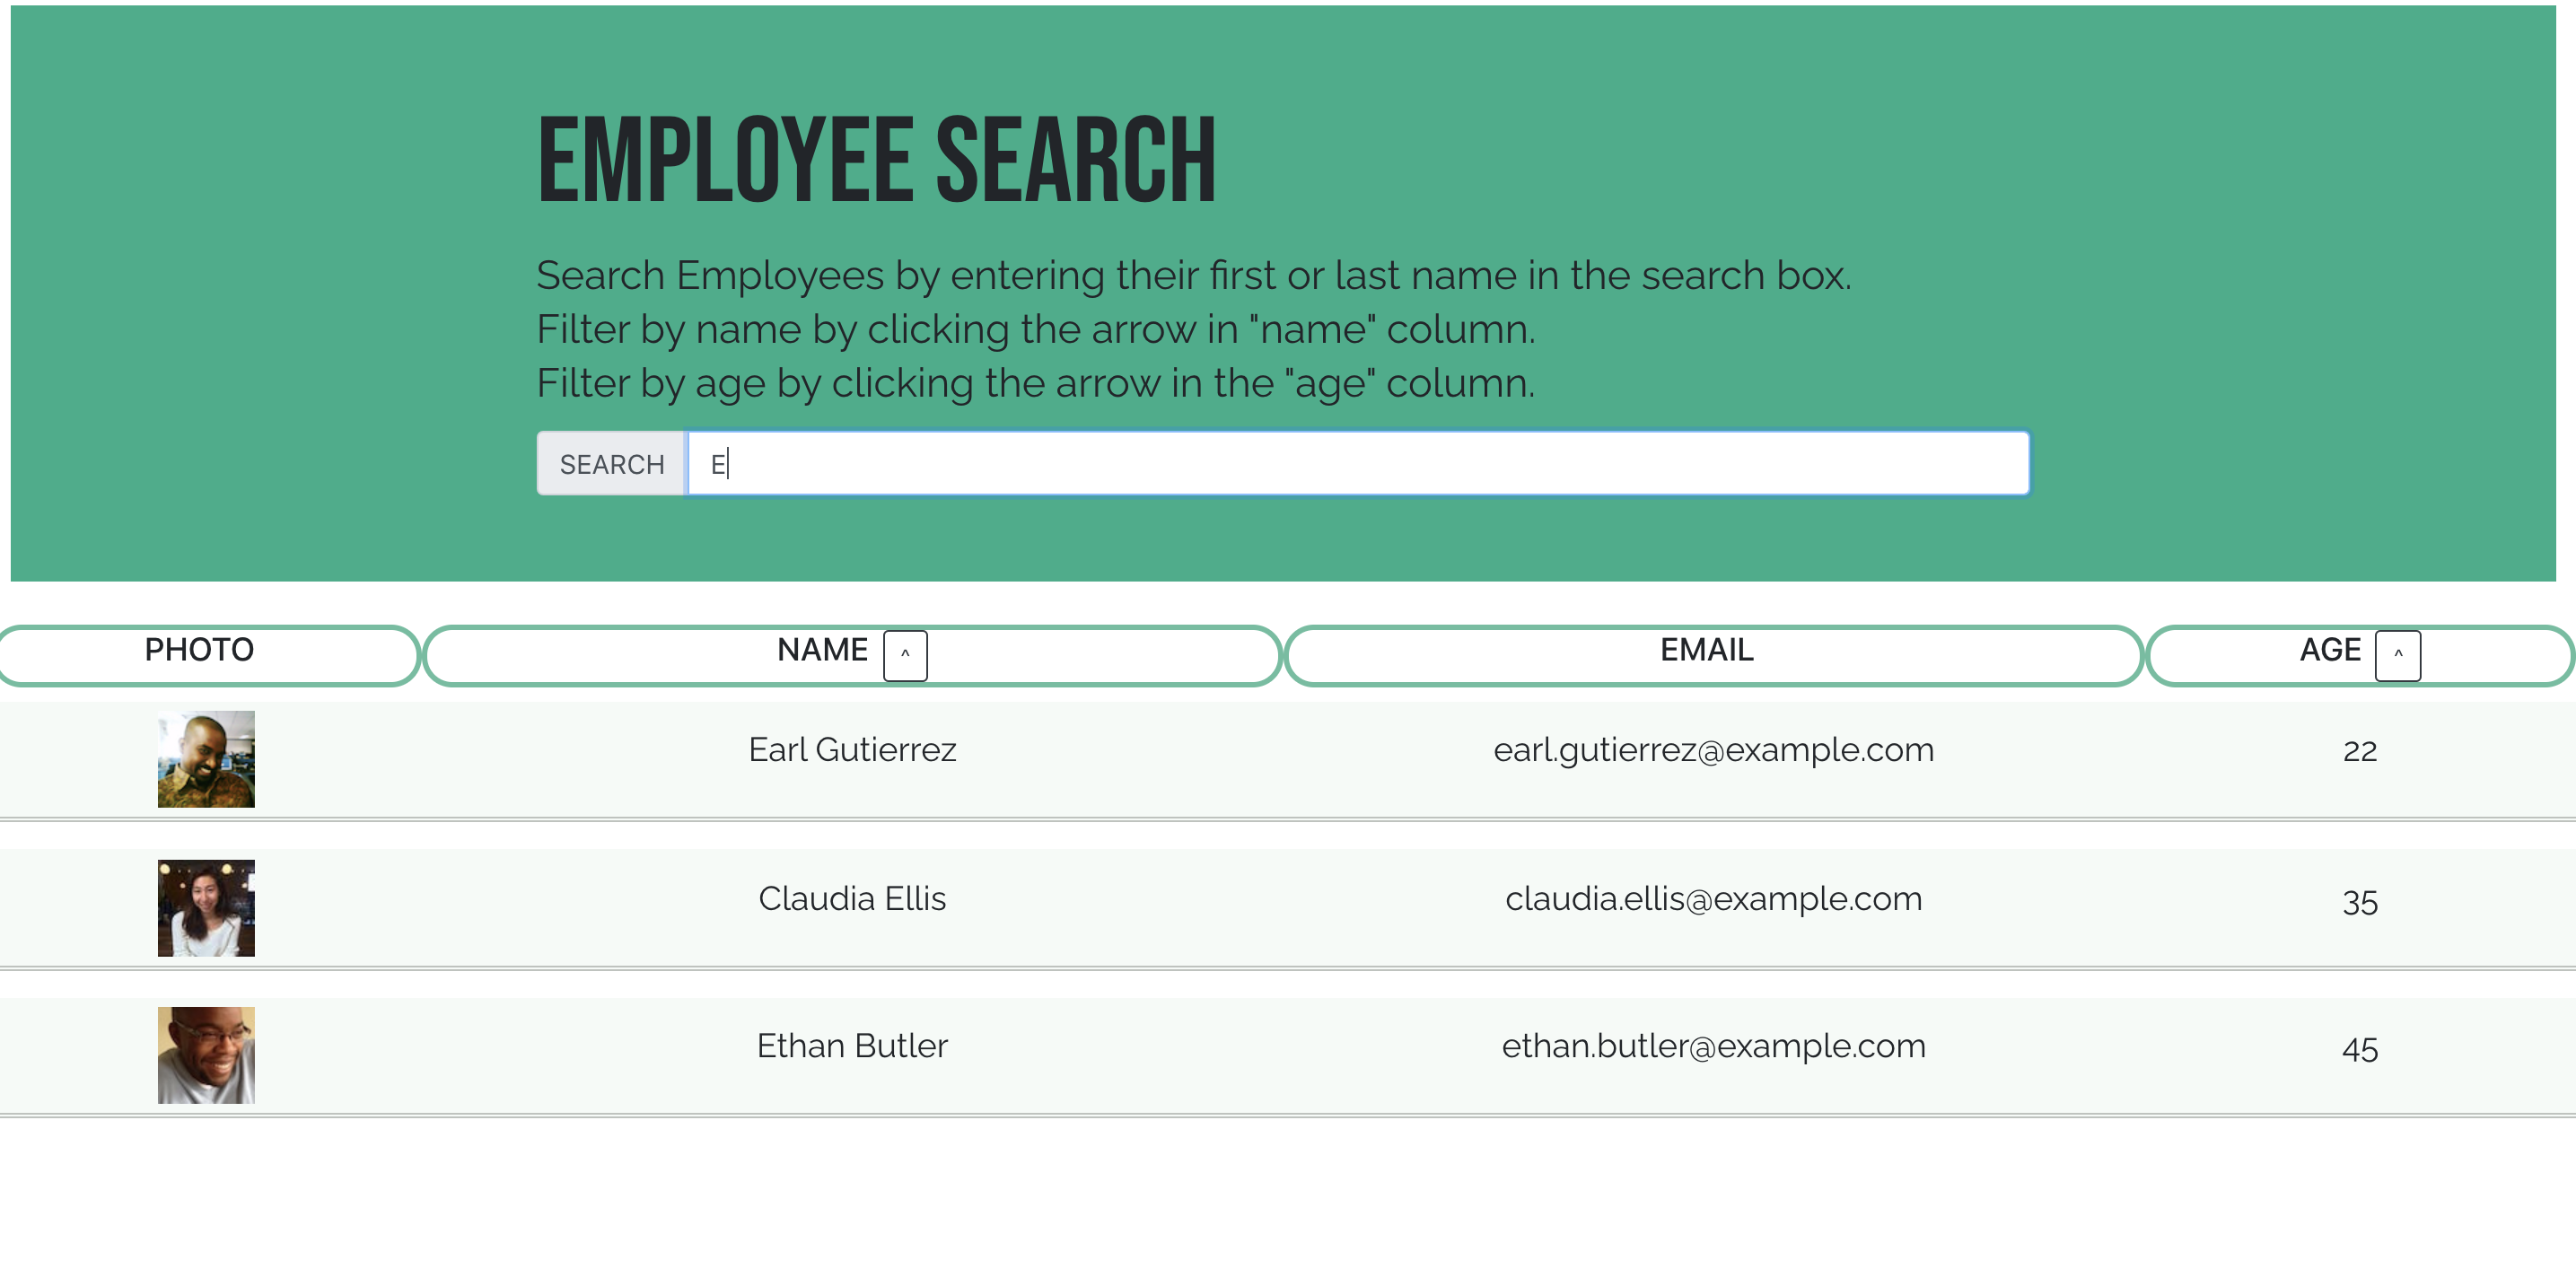 EMPLOYEE SEARCH
Search Employees by entering their first or last name in the search box.
Filter by name by clicking the arrow in "name" column.
Filter by age by clicking the arrow in the "age" column.
SEARCH E
PHOTO NAME ^ EMAIL AGE ^
Earl Gutierrez earl.gutierrez@example.com 22
Claudia Ellis claudia.ellis@example.com 35
Ethan Butler ethan.butler@example.com 45